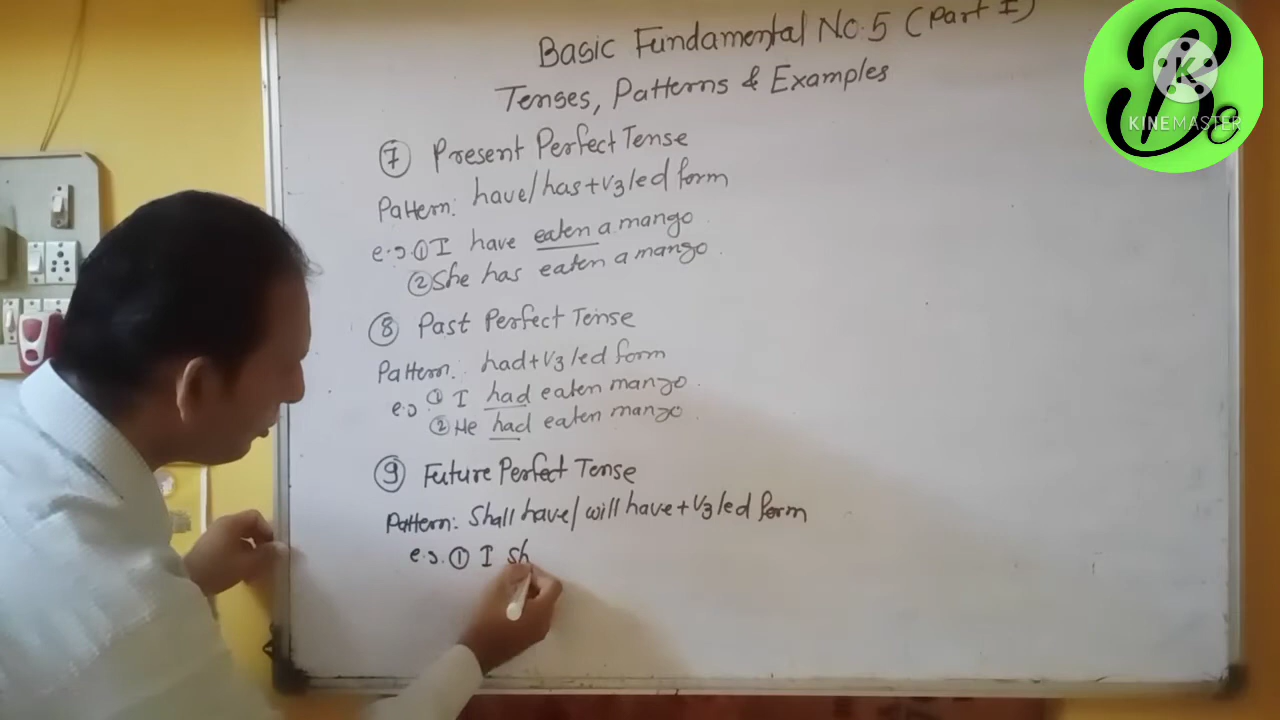 Basic Fundamental No.5 (Part I)
Tenses, Patterns & Examples
7 Present Perfect Tense
Pattern: have/has+V3/ed form
e.g. ① I have eaten a mango.
② She has eaten a mango.
8 Past Perfect Tense
Pattern: had+V3/ed form
e.g ① I had eaten mango.
② He had eaten mango.
9 Future Perfect Tense
Pattern: Shall have/will have+V3/ed form
e.g. ① I sh
Be
K
KINEMASTER